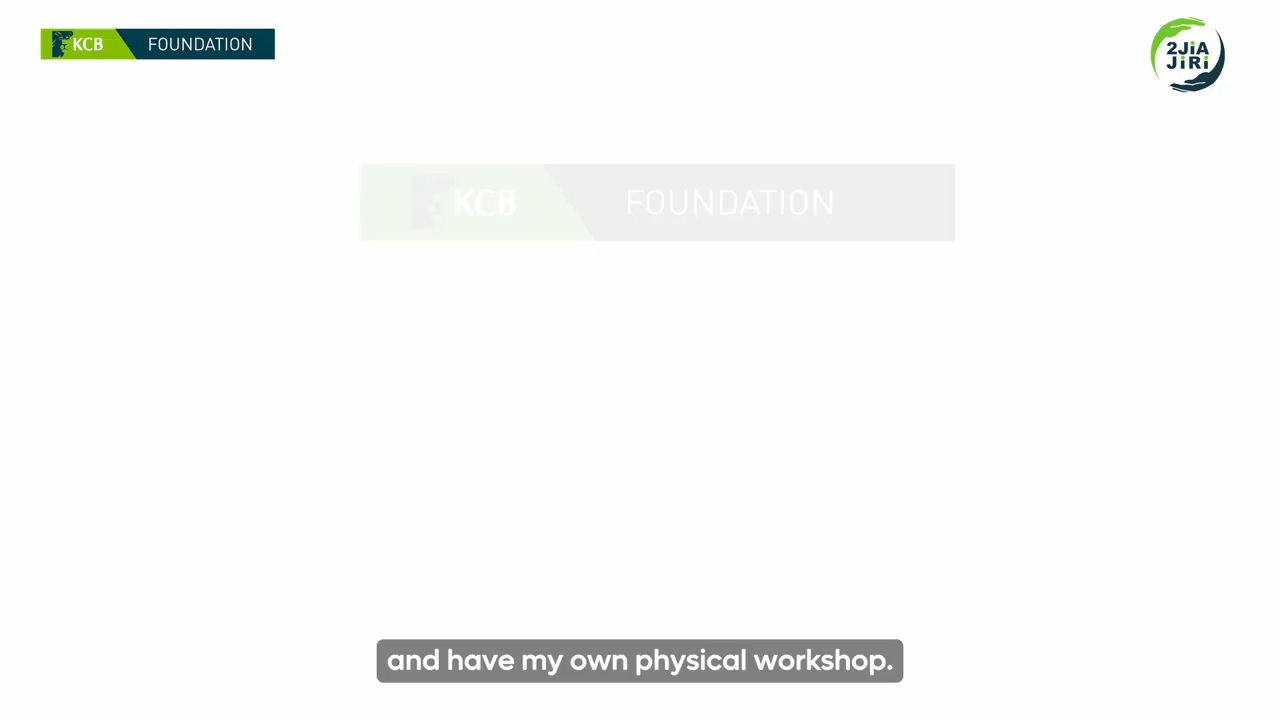 KCB FOUNDATION
2JiA
JiRi
KCB FOUNDATION
and have my own physical workshop.